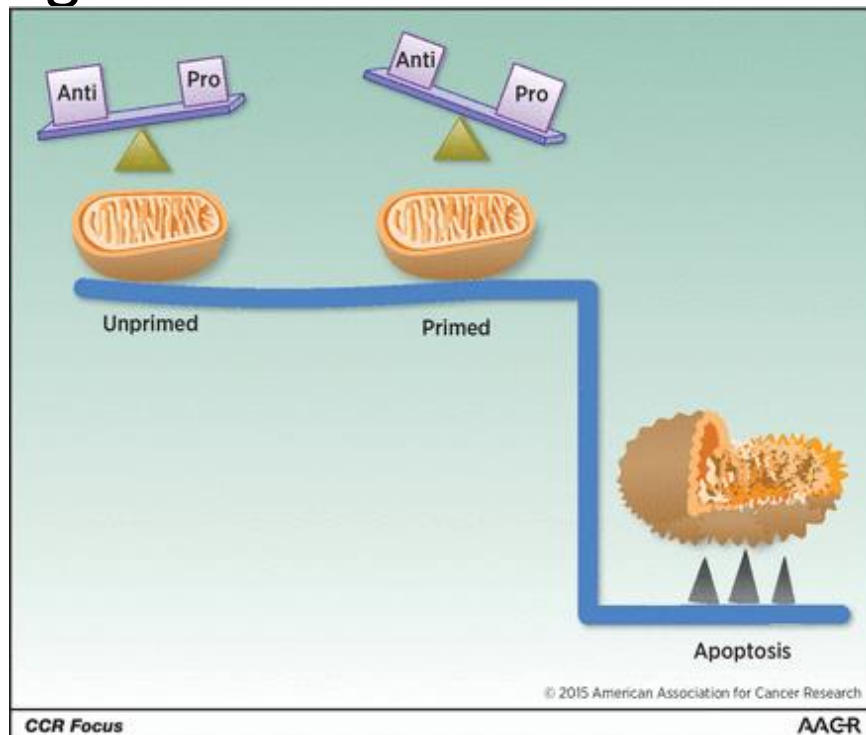 Anti
Pro
Anti
Pro
Unprimed
Primed
Apoptosis
© 2015 American Association for Cancer Research
CCR Focus
AACR